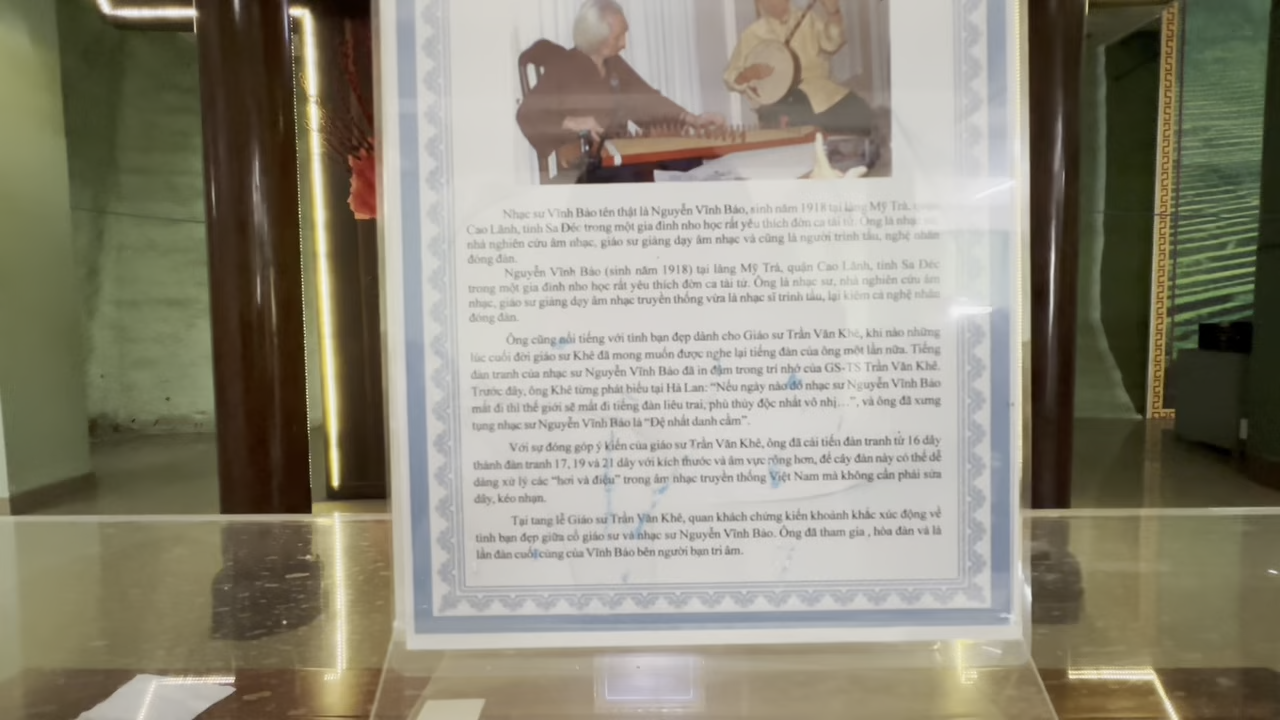 Nhạc sư Vĩnh Bảo tên thật là Nguyễn Vĩnh Bảo, sinh năm 1918 tại làng Mỹ Trà,
Cao Lãnh, tỉnh Sa Đéc trong một gia đình nho học rất yêu thích đờn ca tài tử. Ông là nhạc
nhà nghiên cứu âm nhạc, giáo sư giảng dạy âm nhạc và cũng là người trình tấu, nghệ nhân
đóng đàn.
Nguyễn Vĩnh Bảo (sinh năm 1918) tại làng Mỹ Trà, quận Cao Lãnh, tỉnh Sa Đéc
trong một gia đình nho học rất yêu thích đờn ca tài tử. Ông là nhạc sư, nhà nghiên cứu âm
nhạc, giáo sư giảng dạy âm nhạc truyền thống vừa là nhạc sĩ trình tấu, lại kiêm cả nghệ nhân
đóng đàn.
Ông cũng nổi tiếng với tình bạn đẹp dành cho Giáo sư Trần Văn Khê, khi nào những
lúc cuối đời giáo sư Khê đã mong muốn được nghe lại tiếng đàn của ông một lần nữa. Tiếng
đàn tranh của nhạc sư Nguyễn Vĩnh Bảo đã in đậm trong trí nhớ của GS-TS Trần Văn Khê.
Trước đây, ông Khê từng phát biểu tại Hà Lan: “Nếu ngày nào đó nhạc sư Nguyễn Vĩnh Bảo
mất đi thì thế giới sẽ mất đi tiếng đàn liêu trai, phù thủy độc nhất vô nhị…”, và ông đã xưng
tụng nhạc sư Nguyễn Vĩnh Bảo là “Đệ nhất danh cầm”.
Với sự đóng góp ý kiến của giáo sư Trần Văn Khê, ông đã cải tiến đàn tranh từ 16 dây
thành đàn tranh 17, 19 và 21 dây với kích thước và âm vực rộng hơn, để cây đàn này có thể dễ
dàng xử lý các “hơi và điệu” trong âm nhạc truyền thống Việt Nam mà không cần phải sửa
dây, kéo nhạn.
Tại tang lễ Giáo sư Trần Văn Khê, quan khách chứng kiến khoảnh khắc xúc động về
tình bạn đẹp giữa cố giáo sư và nhạc sư Nguyễn Vĩnh Bảo. Ông đã tham gia , hòa đàn và là
lần đàn cuối cùng của Vĩnh Bảo bên người bạn tri âm.